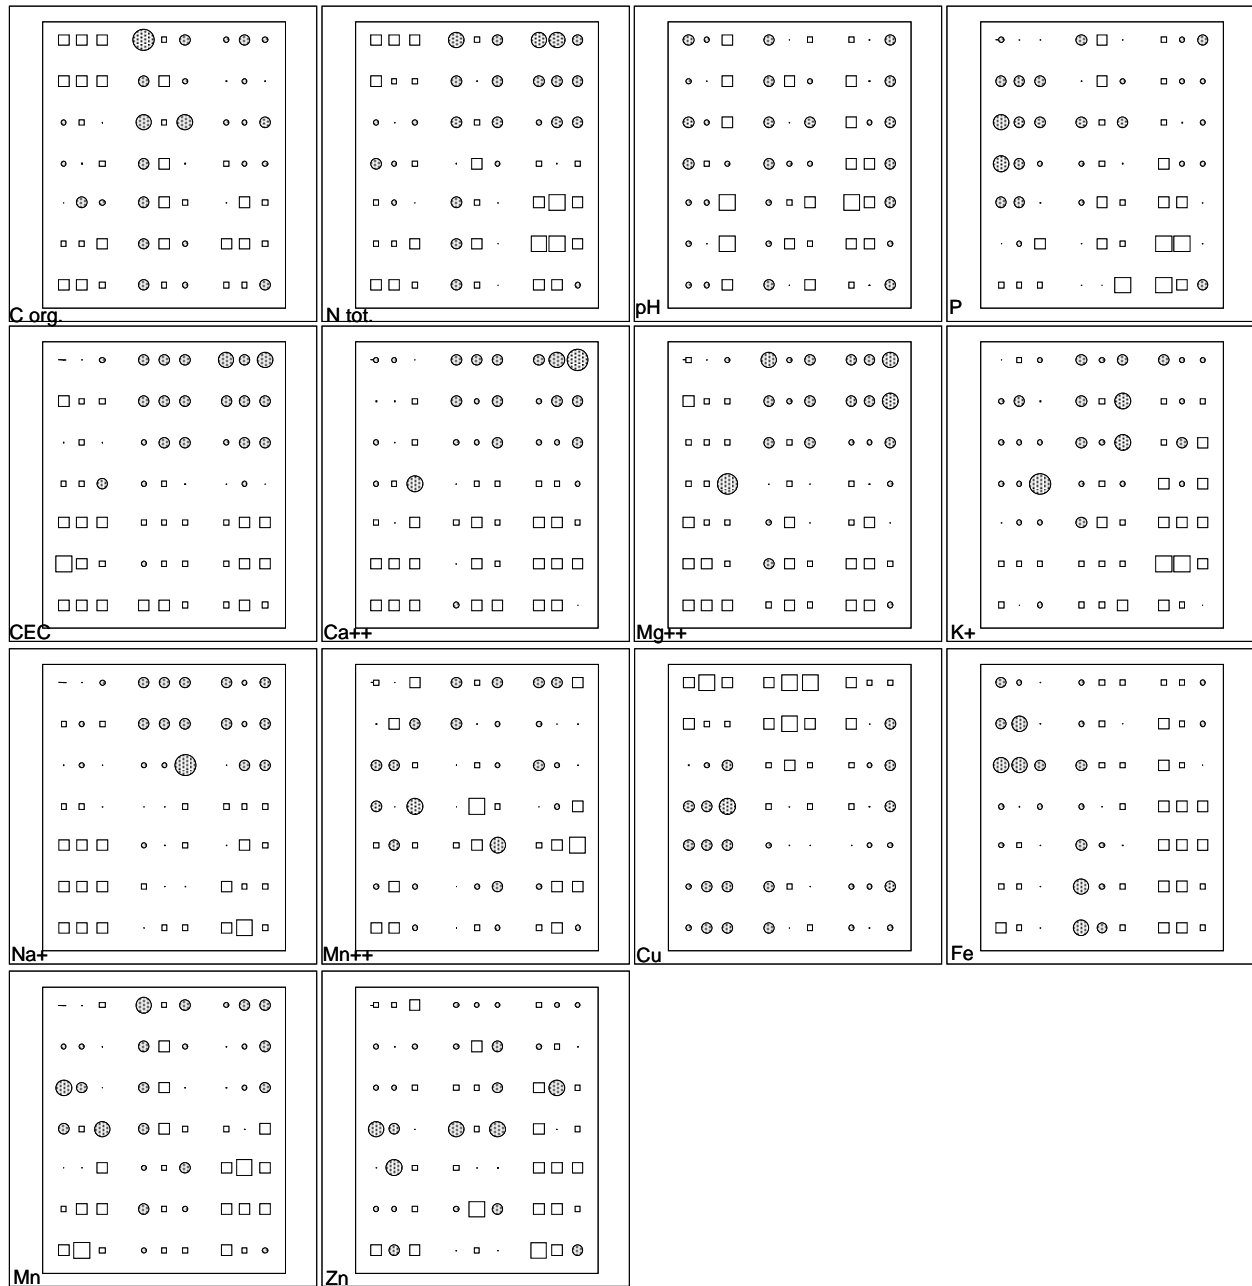 C org.
N tot.
pH
P
CEC
Ca++
Mg++
K+
Na+
Mn++
Cu
Fe
Mn
Zn